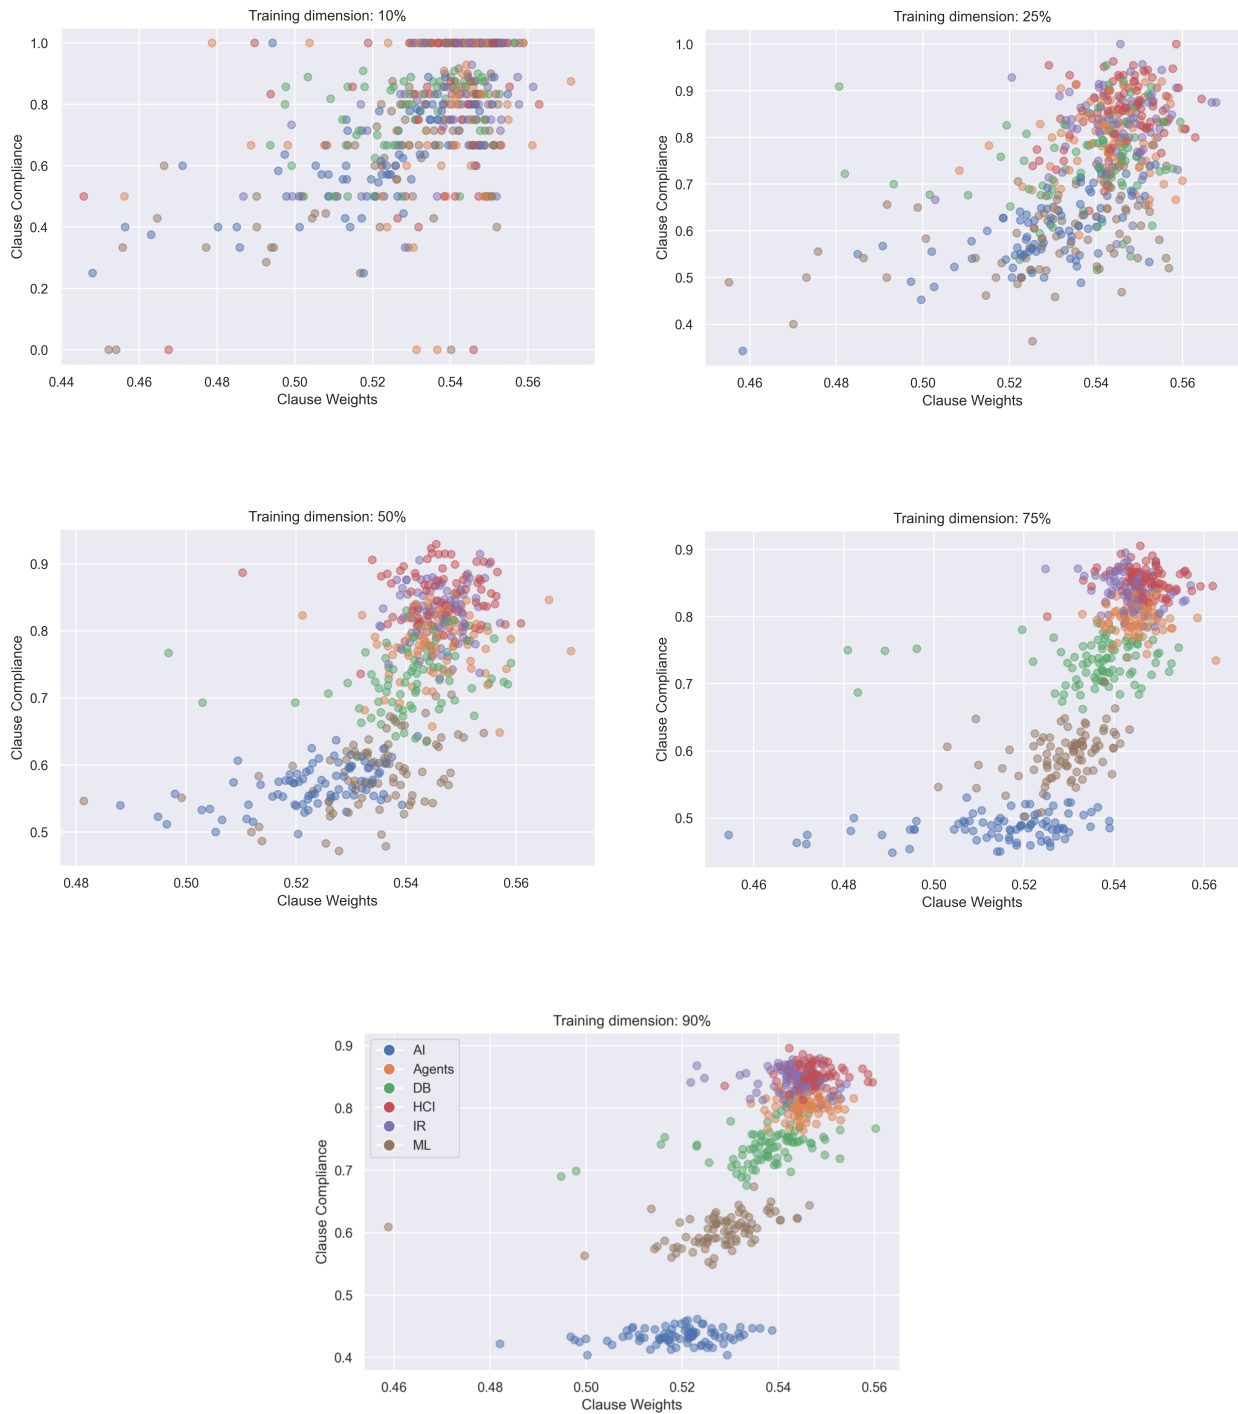 Training dimension: 10%
1.0
0.8
0.6
0.4
0.2
0.0
Clause Compliance
0.44 0.46 0.48 0.50 0.52 0.54 0.56
Clause Weights
Training dimension: 25%
1.0
0.9
0.8
0.7
0.6
0.5
0.4
Clause Compliance
0.46 0.48 0.50 0.52 0.54 0.56
Clause Weights
Training dimension: 50%
0.9
0.8
0.7
0.6
0.5
Clause Compliance
0.48 0.50 0.52 0.54 0.56
Clause Weights
Training dimension: 75%
0.9
0.8
0.7
0.6
0.5
Clause Compliance
0.46 0.48 0.50 0.52 0.54 0.56
Clause Weights
Training dimension: 90%
AI
Agents
DB
HCI
IR
ML
0.9
0.8
0.7
0.6
0.5
0.4
Clause Compliance
0.46 0.48 0.50 0.52 0.54 0.56
Clause Weights